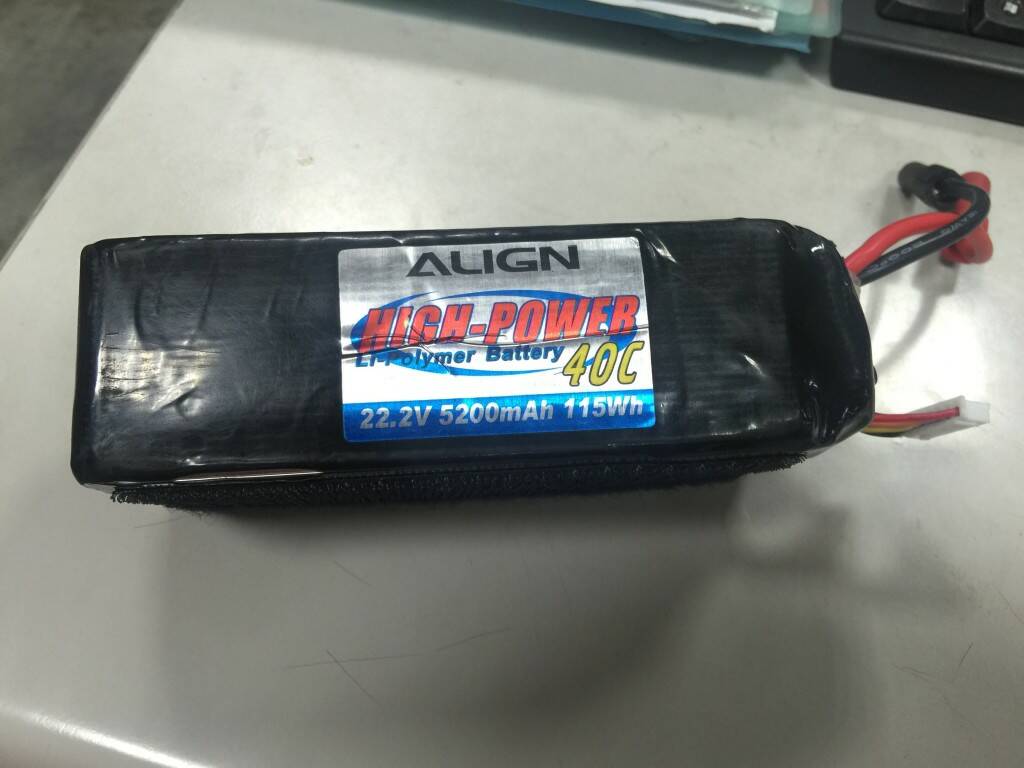 ALIGN
HIGH-POWER
Li-Polymer Battery
40C
22.2V 5200mAh 115Wh